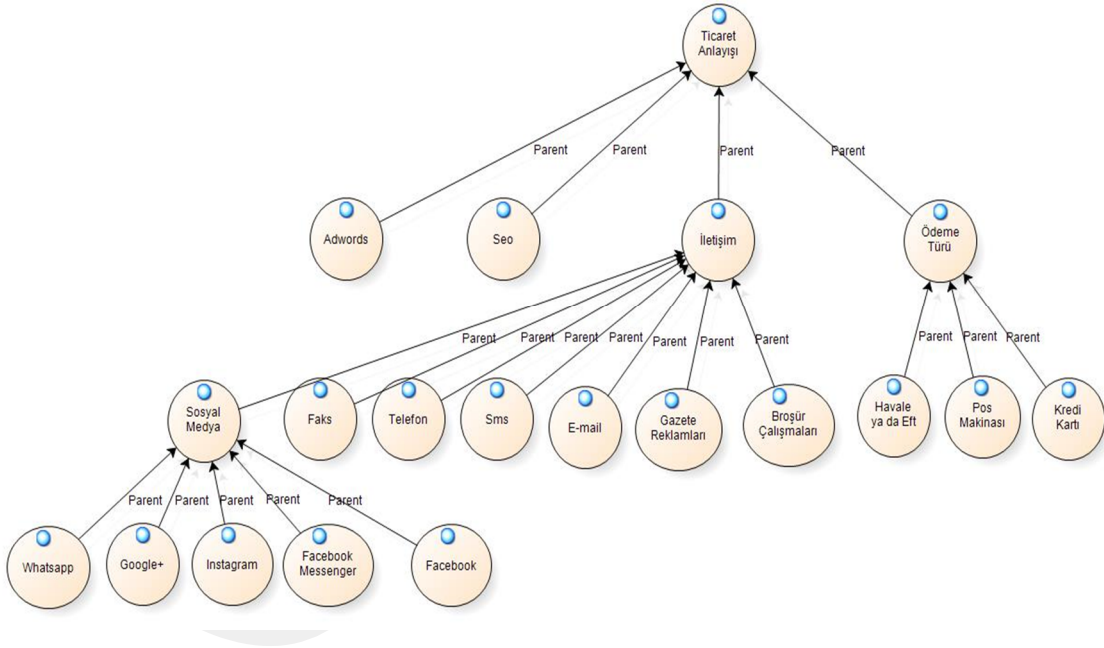 Ticaret
Anlayışı
Parent
Parent
Parent
Parent
Adwords
Seo
İletişim
Ödeme
Türü
Parent
Parent
Parent
Parent
Parent
Parent
Parent
Parent
Parent
Parent
Sosyal
Medya
Faks
Telefon
Sms
E-mail
Gazete
Reklamları
Broşür
Çalışmaları
Havale
ya da Eft
Pos
Makinası
Kredi
Kartı
Parent
Parent
Parent
Parent
Parent
Whatsapp
Google+
Instagram
Facebook
Messenger
Facebook